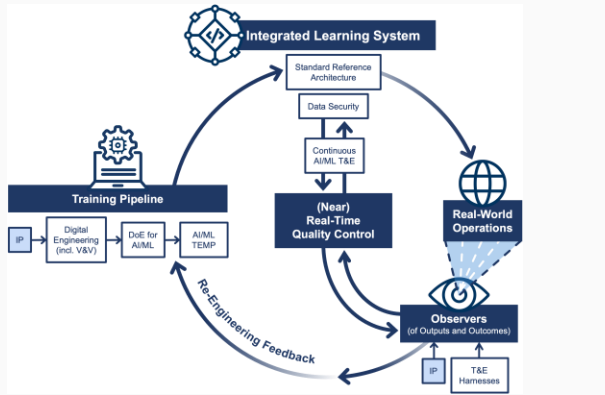 Integrated Learning System
Standard Reference
Architecture
Data Security
Continuous
AI/ML T&E
Training Pipeline
(Near)
Real-Time
Quality Control
Real-World
Operations
IP
Digital
Engineering
(incl. V&V)
DoE for
AI/ML
AI/ML
TEMP
Re-Engineering Feedback
Observers
(of Outputs and Outcomes)
IP
T&E
Harnesses